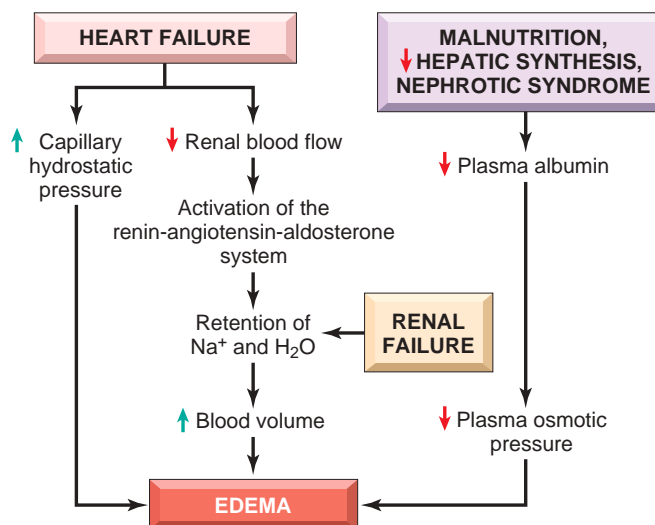 HEART FAILURE
MALNUTRITION,
↓ HEPATIC SYNTHESIS,
NEPHROTIC SYNDROME
↑ Capillary
hydrostatic
pressure
↓ Renal blood flow
↓ Plasma albumin
Activation of the
renin-angiotensin-aldosterone
system
Retention of
Na⁺ and H₂O
RENAL
FAILURE
↑ Blood volume
↓ Plasma osmotic
pressure
EDEMA